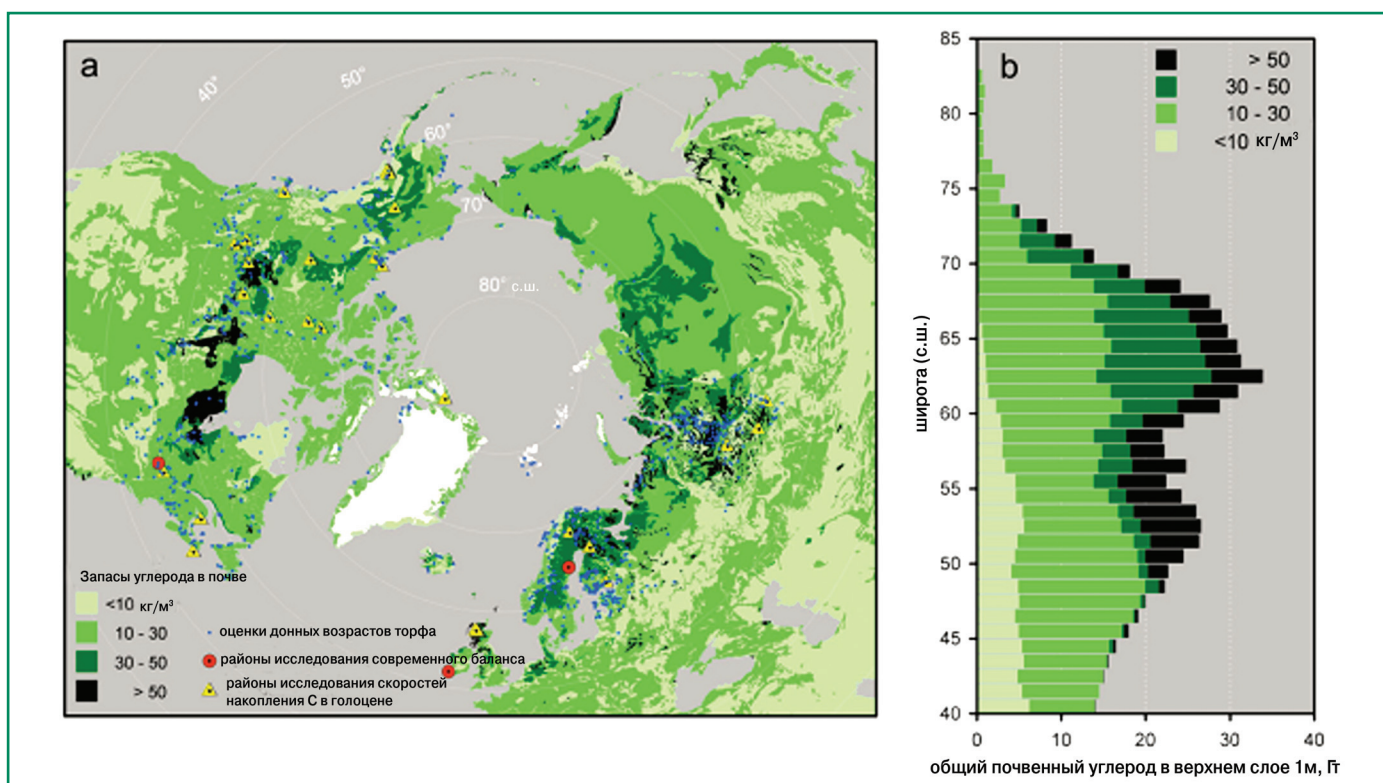 a
40°
50°
60°
70°
80° с.ш.
Запасы углерода в почве
<10 кг/м³
10 - 30
30 - 50
> 50
оценки донных возрастов торфа
районы исследования современного баланса
районы исследования скоростей
накопления С в голоцене
b
> 50
30 - 50
10 - 30
<10 кг/м³
85
80
75
70
65
60
55
50
45
40
широта (с.ш.)
0
10
20
30
40
общий почвенный углерод в верхнем слое 1м, Гт